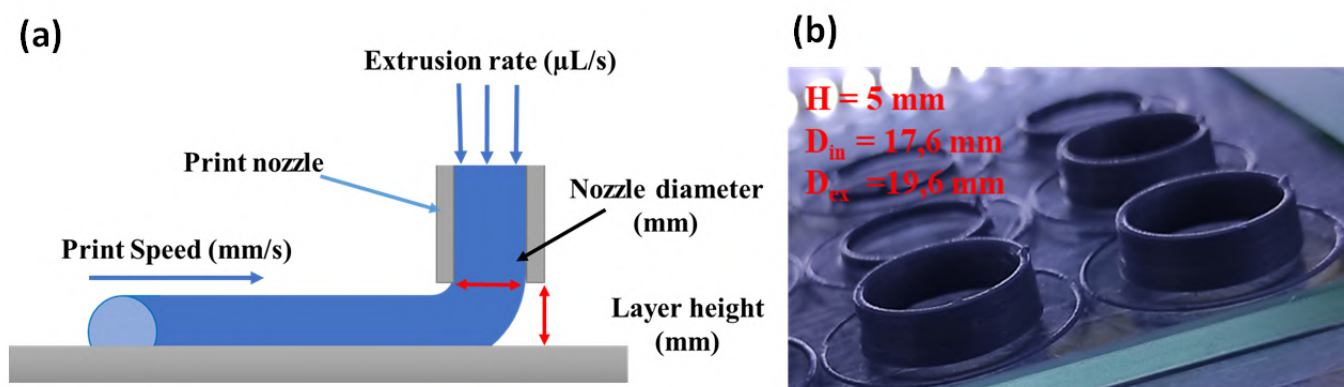 (a)
Extrusion rate (µL/s)
Print nozzle
Nozzle diameter
(mm)
Print Speed (mm/s)
Layer height
(mm)
(b)
H = 5 mm
D_in = 17,6 mm
D_ex =19,6 mm